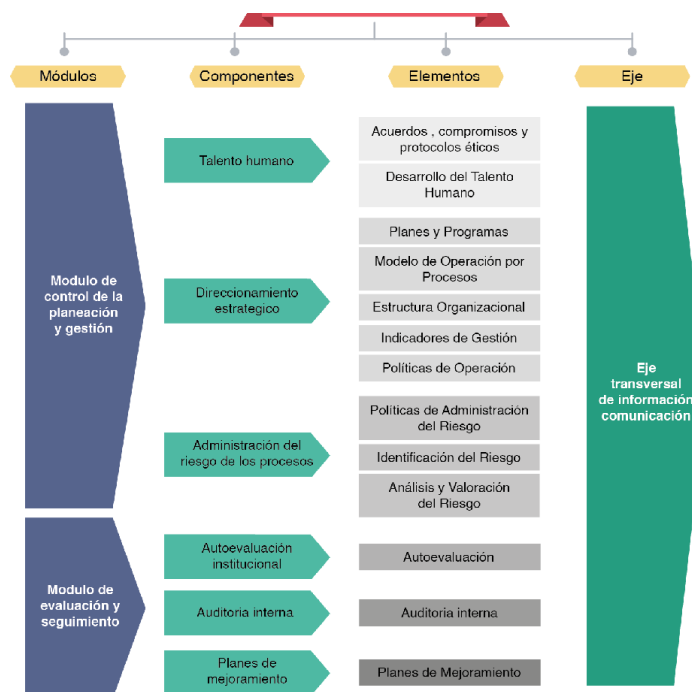 Módulos
Componentes
Elementos
Eje
Modulo de
control de la
planeación
y gestión
Talento humano
Acuerdos , compromisos y
protocolos éticos
Desarrollo del Talento
Humano
Direccionamiento
estrategico
Planes y Programas
Modelo de Operación por
Procesos
Estructura Organizacional
Indicadores de Gestión
Políticas de Operación
Administración del
riesgo de los procesos
Políticas de Administración
del Riesgo
Identificación del Riesgo
Análisis y Valoración
del Riesgo
Modulo de
evaluación y
seguimiento
Autoevaluación
institucional
Autoevaluación
Auditoria interna
Auditoria interna
Planes de
mejoramiento
Planes de Mejoramiento
Eje
transversal
de información
comunicación